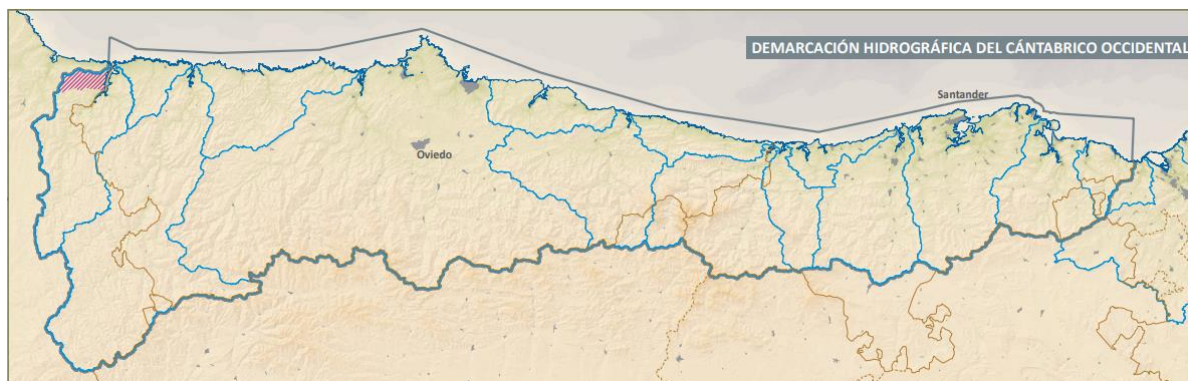 DEMARCACIÓN HIDROGRÁFICA DEL CÁNTABRICO OCCIDENTAL
Santander
Oviedo